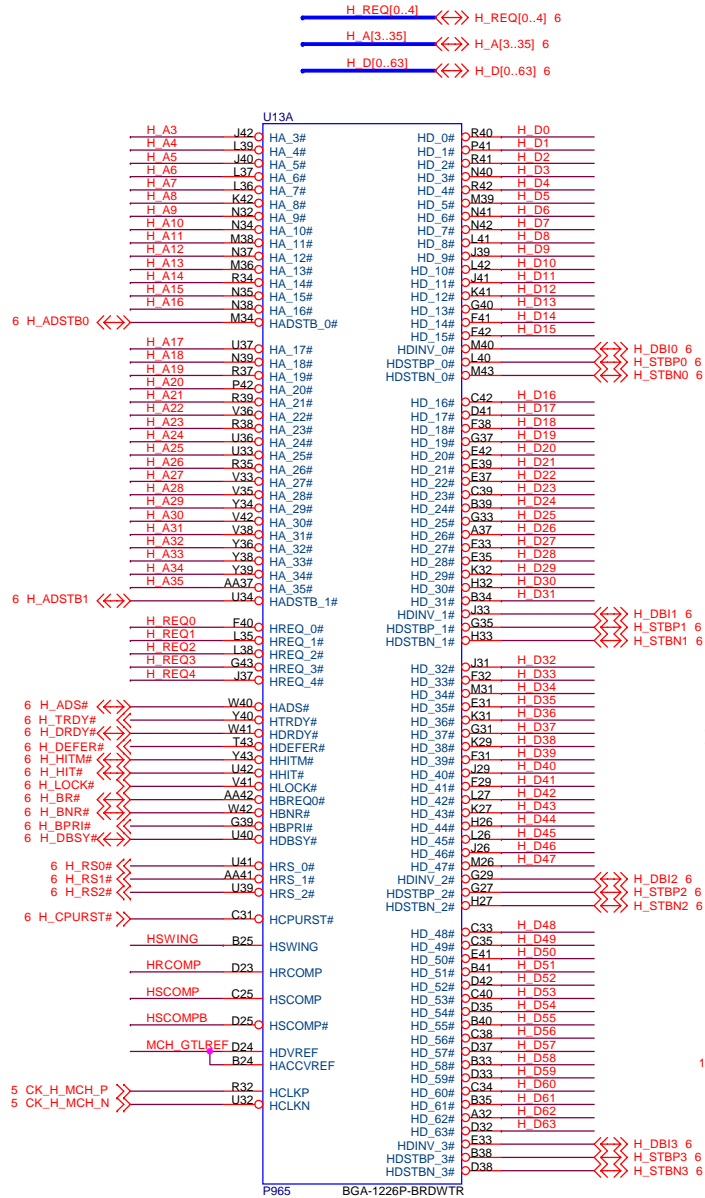 H_REQ[0..4] H_REQ[0..4] 6
H_A[3..35] H_A[3..35] 6
H_D[0..63] H_D[0..63] 6
U13A
H_A3 J42 HA_3# HD_0# R40 H_D0
H_A4 L39 HA_4# HD_1# P41 H_D1
H_A5 J40 HA_5# HD_2# R41 H_D2
H_A6 L37 HA_6# HD_3# N40 H_D3
H_A7 L36 HA_7# HD_4# R42 H_D4
H_A8 K42 HA_8# HD_5# M39 H_D5
H_A9 N32 HA_9# HD_6# N41 H_D6
H_A10 N34 HA_10# HD_7# N42 H_D7
H_A11 M38 HA_11# HD_8# L41 H_D8
H_A12 N37 HA_12# HD_9# J39 H_D9
H_A13 M36 HA_13# HD_10# L42 H_D10
H_A14 R34 HA_14# HD_11# J41 H_D11
H_A15 N35 HA_15# HD_12# K41 H_D12
H_A16 N38 HA_16# HD_13# G40 H_D13
6 H_ADSTB0 M34 HADSTB_0# HD_14# F41 H_D14
HD_15# F42 H_D15
H_A17 U37 HA_17# HDINV_0# M40 H_DBI0 6
H_A18 N39 HA_18# HDSTBP_0# L40 H_STBP0 6
H_A19 R37 HA_19# HDSTBN_0# M43 H_STBN0 6
H_A20 P42 HA_20#
H_A21 R39 HA_21# HD_16# C42 H_D16
H_A22 V36 HA_22# HD_17# D41 H_D17
H_A23 R38 HA_23# HD_18# F38 H_D18
H_A24 U36 HA_24# HD_19# G37 H_D19
H_A25 U33 HA_25# HD_20# E42 H_D20
H_A26 R35 HA_26# HD_21# E39 H_D21
H_A27 V33 HA_27# HD_22# E37 H_D22
H_A28 V35 HA_28# HD_23# C39 H_D23
H_A29 Y34 HA_29# HD_24# B39 H_D24
H_A30 V42 HA_30# HD_25# G33 H_D25
H_A31 V38 HA_31# HD_26# A37 H_D26
H_A32 Y36 HA_32# HD_27# F33 H_D27
H_A33 Y38 HA_33# HD_28# E35 H_D28
H_A34 Y39 HA_34# HD_29# K32 H_D29
H_A35 AA37 HA_35# HD_30# H32 H_D30
6 H_ADSTB1 U34 HADSTB_1# HD_31# B34 H_D31
HDINV_1# J33 H_DBI1 6
H_REQ0 F40 HREQ_0# HDSTBP_1# G35 H_STBP1 6
H_REQ1 L35 HREQ_1# HDSTBN_1# H33 H_STBN1 6
H_REQ2 L38 HREQ_2#
H_REQ3 G43 HREQ_3# HD_32# J31 H_D32
H_REQ4 J37 HREQ_4# HD_33# F32 H_D33
HD_34# M31 H_D34
6 H_ADS# W40 HADS# HD_35# E31 H_D35
6 H_TRDY# Y40 HTRDY# HD_36# K31 H_D36
6 H_DRDY# W41 HDRDY# HD_37# G31 H_D37
6 H_DEFER# T43 HDEFER# HD_38# K29 H_D38
6 H_HITM# Y43 HHITM# HD_39# F31 H_D39
6 H_HIT# U42 HHIT# HD_40# J29 H_D40
6 H_LOCK# V41 HLOCK# HD_41# F29 H_D41
6 H_BR# AA42 HBREQ0# HD_42# L27 H_D42
6 H_BNR# W42 HBNR# HD_43# K27 H_D43
6 H_BPRI# G39 HBPRI# HD_44# H26 H_D44
6 H_DBSY# U40 HDBSY# HD_45# L26 H_D45
HD_46# J26 H_D46
6 H_RS0# U41 HRS_0# HD_47# M26 H_D47
6 H_RS1# AA41 HRS_1# HDINV_2# G29 H_DBI2 6
6 H_RS2# U39 HRS_2# HDSTBP_2# G27 H_STBP2 6
HDSTBN_2# H27 H_STBN2 6
6 H_CPURST# C31 HCPURST#
HD_48# C33 H_D48
HSWING B25 HSWING HD_49# C35 H_D49
HD_50# E41 H_D50
HRCOMP D23 HRCOMP HD_51# B41 H_D51
HD_52# D42 H_D52
HSCOMP C25 HSCOMP HD_53# C40 H_D53
HD_54# D35 H_D54
HSCOMPB D25 HSCOMP# HD_55# B40 H_D55
HD_56# C38 H_D56
MCH_GTLREF D24 HDVREF HD_57# D37 H_D57
B24 HACCVREF HD_58# B33 H_D58 1
HD_59# D33 H_D59
5 CK_H_MCH_P R32 HCLKP HD_60# C34 H_D60
5 CK_H_MCH_N U32 HCLKN HD_61# B35 H_D61
HD_62# A32 H_D62
HD_63# D32 H_D63
HDINV_3# E33 H_DBI3 6
HDSTBP_3# B38 H_STBP3 6
HDSTBN_3# D38 H_STBN3 6
P965 BGA-1226P-BRDWTR